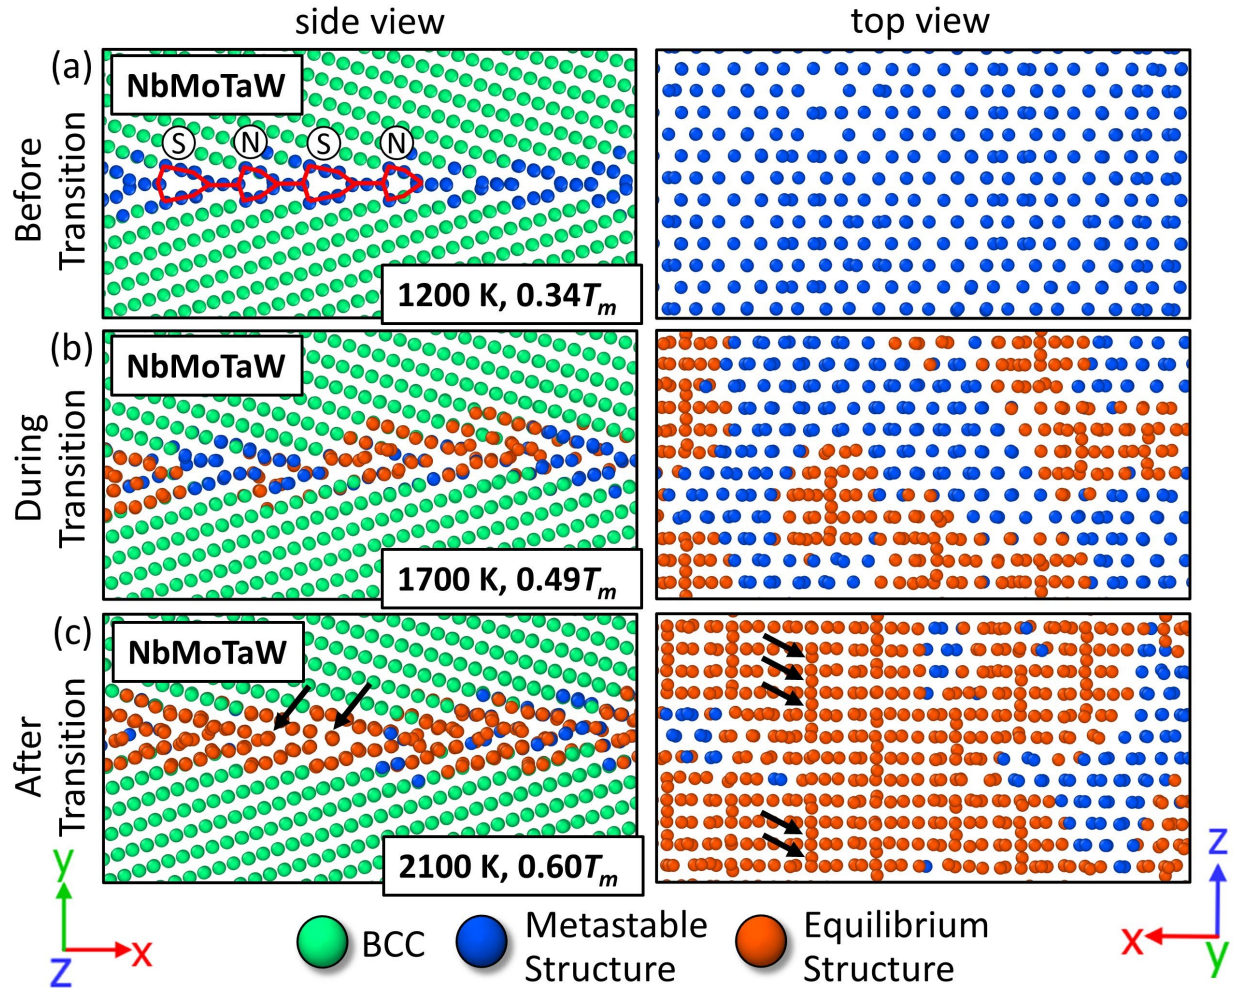 side view
top view
(a)
NbMoTaW
S
N
S
N
Before
Transition
1200 K, 0.34Tm
(b)
NbMoTaW
During
Transition
1700 K, 0.49Tm
(c)
NbMoTaW
After
Transition
2100 K, 0.60Tm
y
x
z
BCC
Metastable
Structure
Equilibrium
Structure
z
x
y